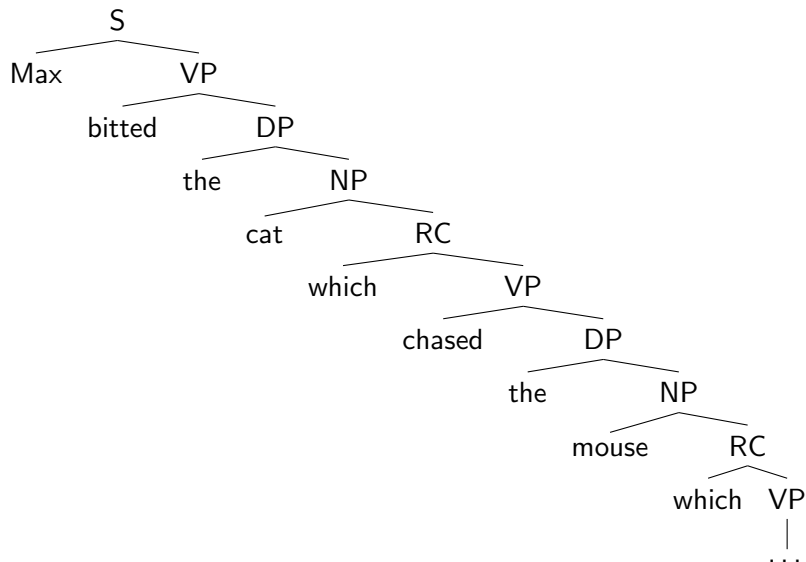 S
Max VP
bitted DP
the NP
cat RC
which VP
chased DP
the NP
mouse RC
which VP
...